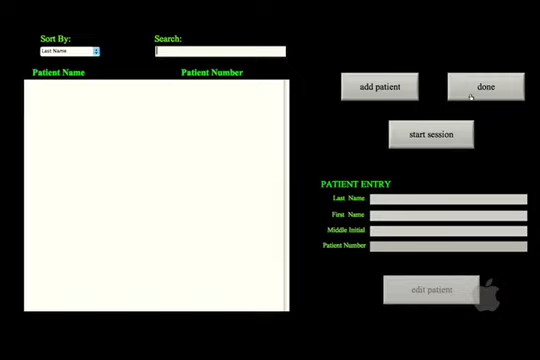 Sort By:
Last Name
Search:
Patient Name
Patient Number
add patient
done
start session
PATIENT ENTRY
Last Name
First Name
Middle Initial
Patient Number
edit patient